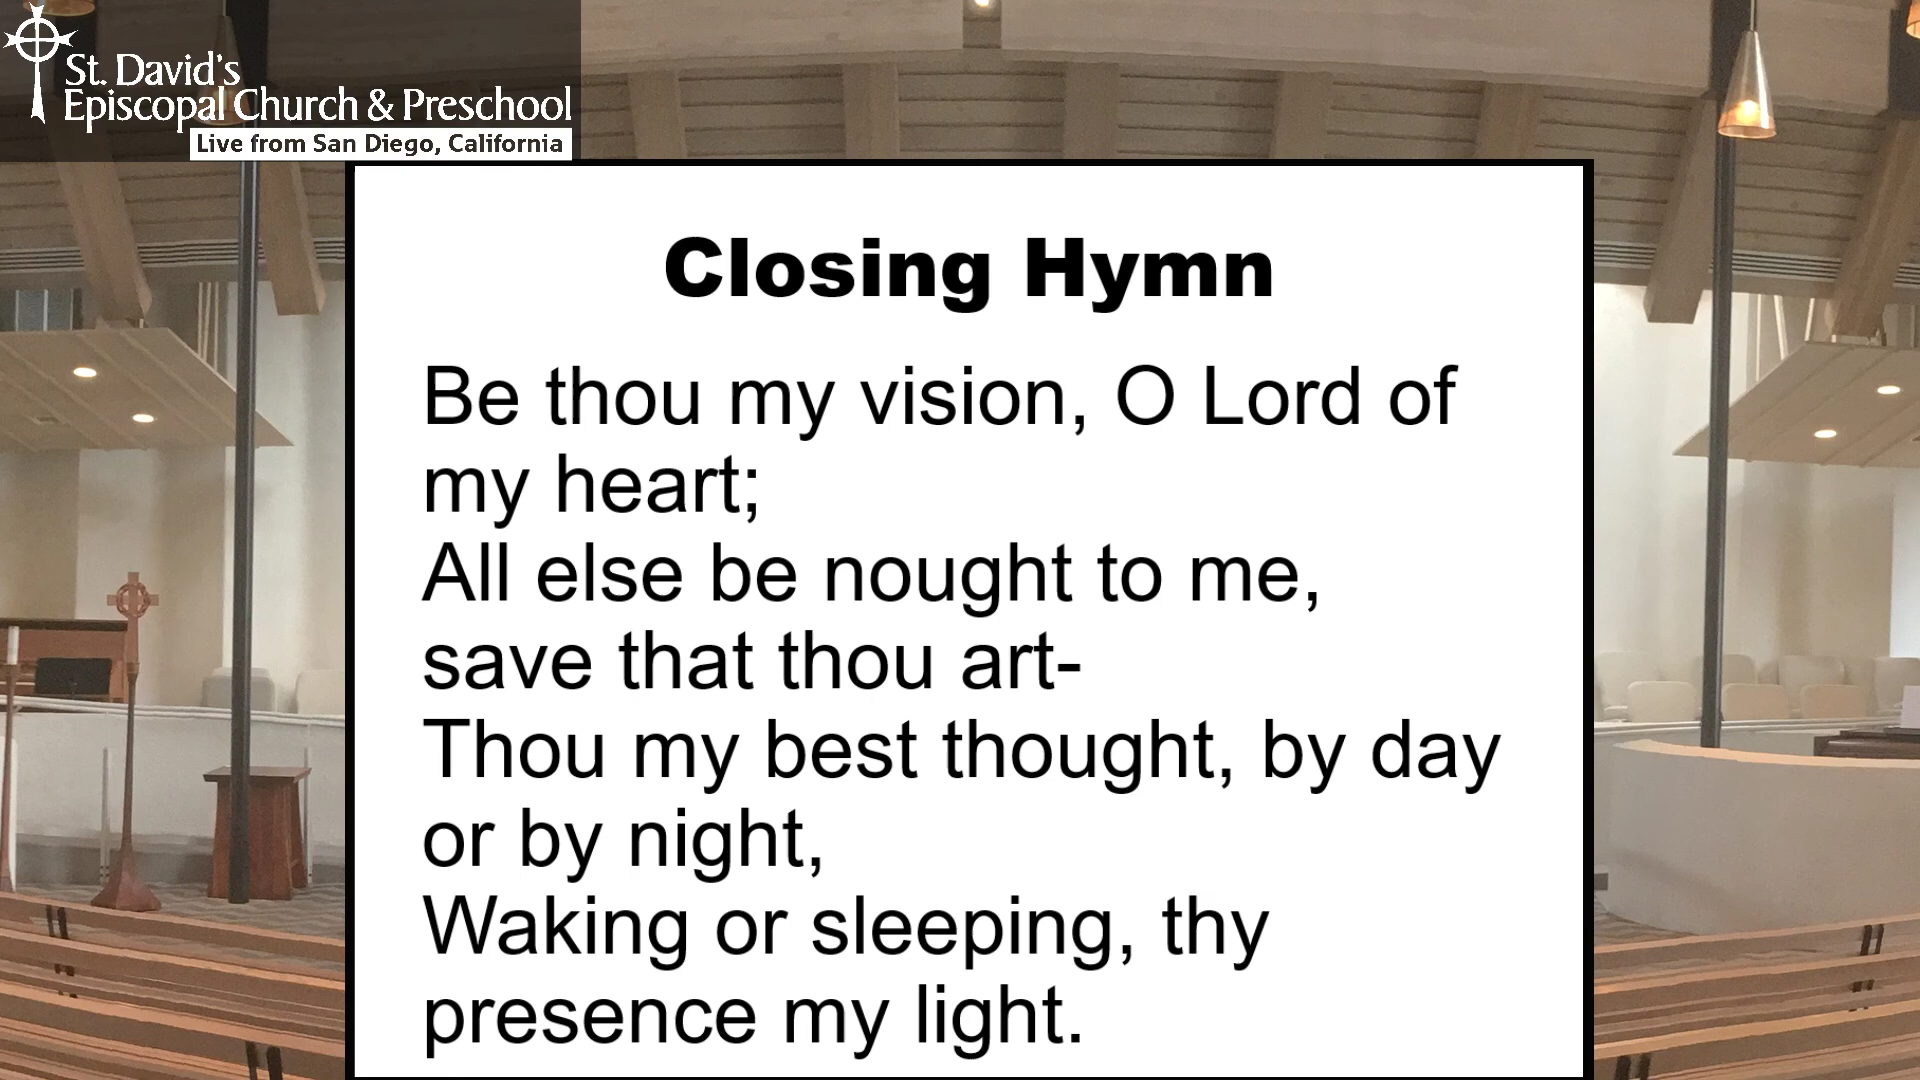 St. David's
Episcopal Church & Preschool
Live from San Diego, California
Closing Hymn
Be thou my vision, O Lord of
my heart;
All else be nought to me,
save that thou art-
Thou my best thought, by day
or by night,
Waking or sleeping, thy
presence my light.